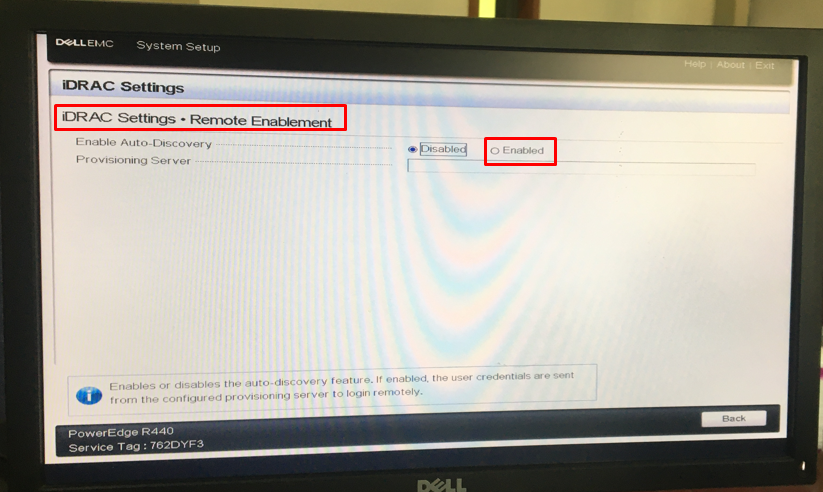 DELLEMC System Setup
Help | About | Exit
iDRAC Settings
iDRAC Settings • Remote Enablement
Enable Auto-Discovery Disabled Enabled
Provisioning Server
Enables or disables the auto-discovery feature. If enabled, the user credentials are sent
from the configured provisioning server to login remotely.
Back
PowerEdge R440
Service Tag : 762DYF3
DELL